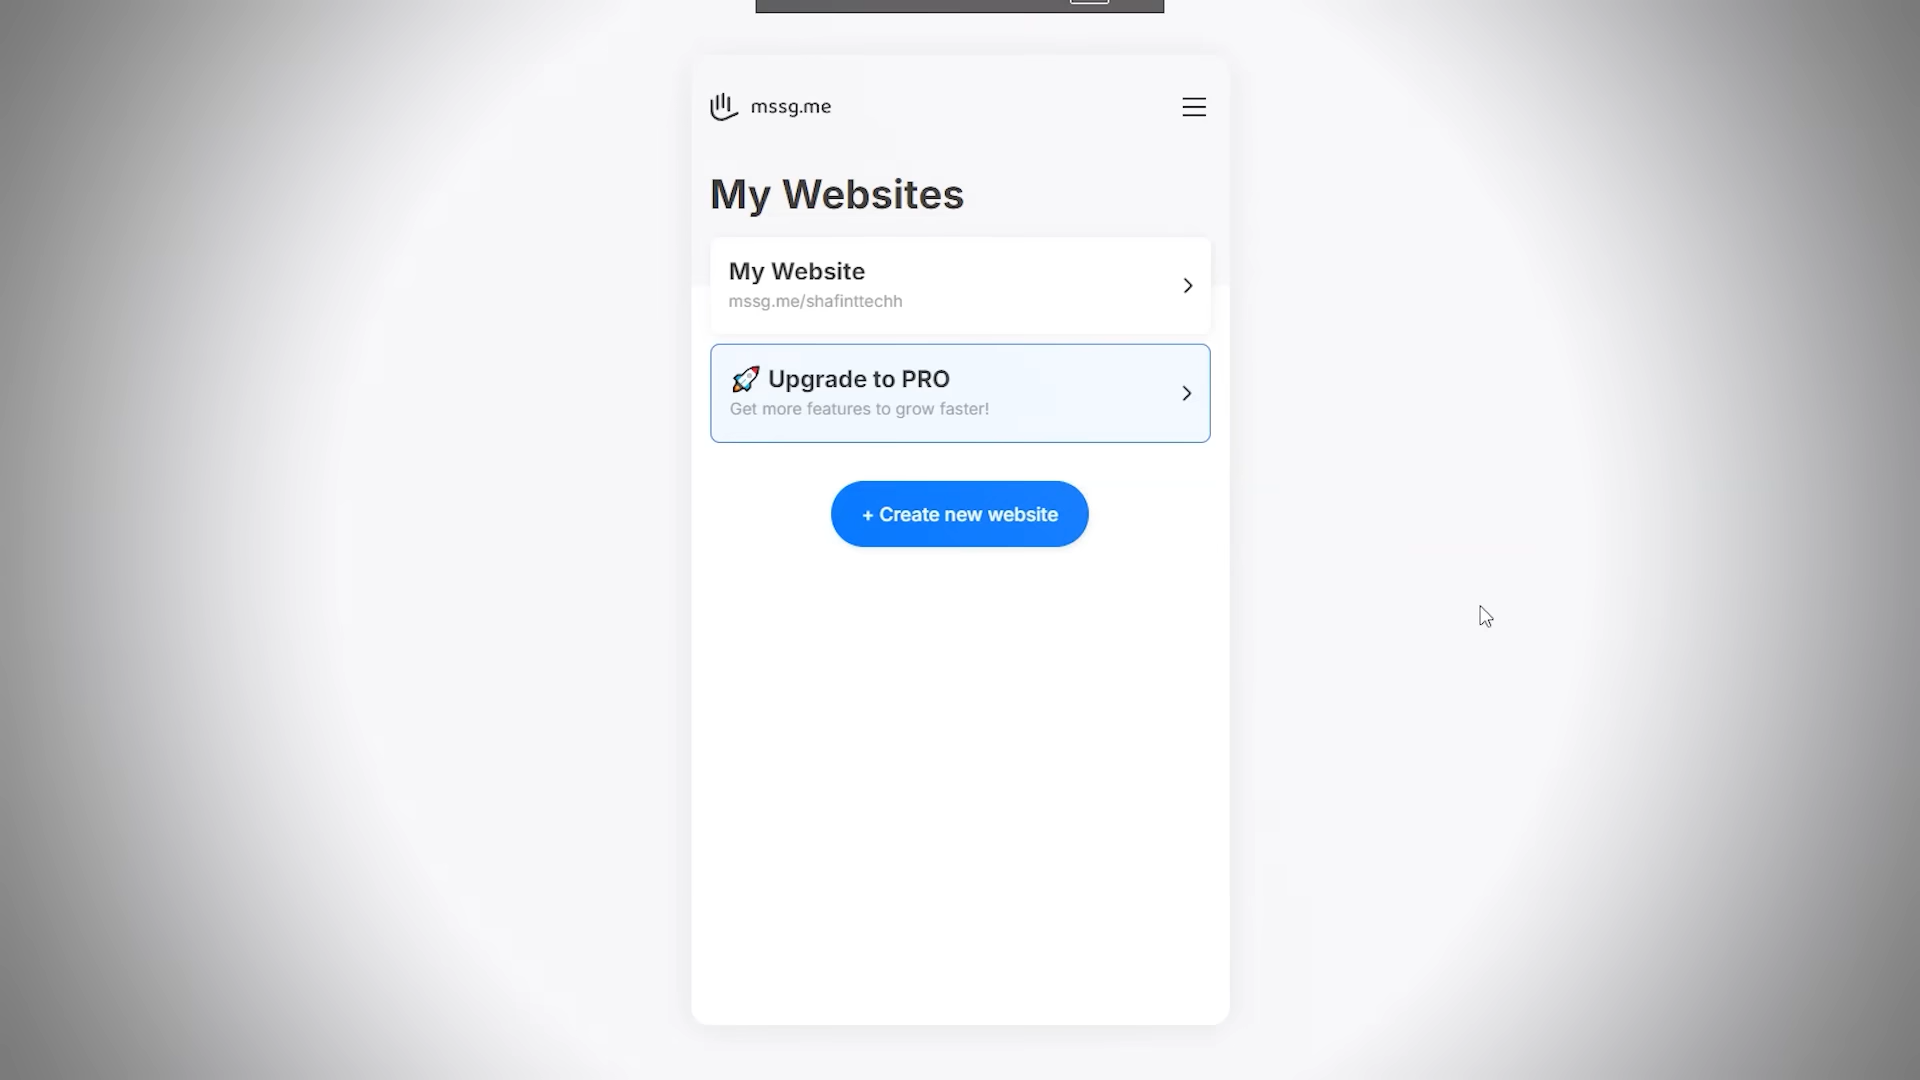 mssg.me
My Websites
My Website
mssg.me/shafinttechh
🚀 Upgrade to PRO
Get more features to grow faster!
+ Create new website